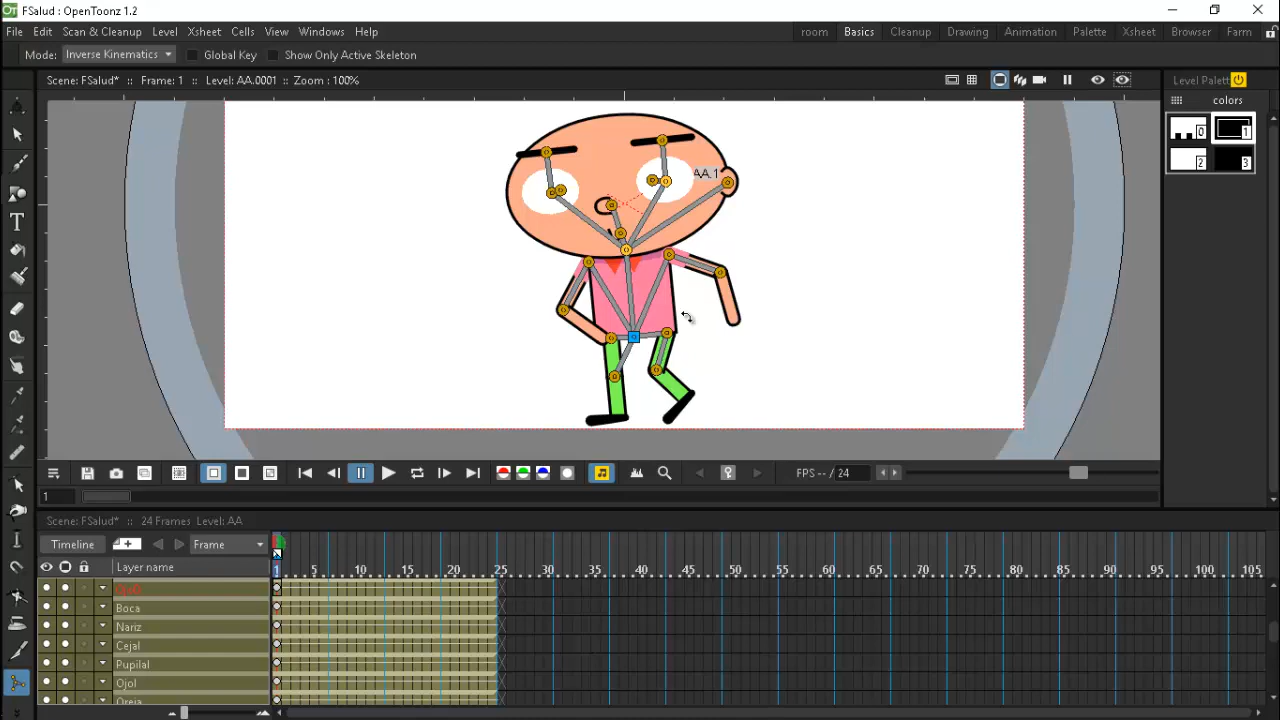 FSalud : OpenToonz 1.2
File Edit Scan & Cleanup Level Xsheet Cells View Windows Help
room Basics Cleanup Drawing Animation Palette Xsheet Browser Farm
Mode: Inverse Kinematics Global Key Show Only Active Skeleton
Scene: FSalud* :: Frame: 1 :: Level: AA.0001 :: Zoom : 100%
Level Palett
colors
0 1
2 3
AA.1
FPS -- / 24
1
Scene: FSalud* :: 24 Frames Level: AA
Timeline Frame
Layer name
1 5 10 15 20 25 30 35 40 45 50 55 60 65 70 75 80 85 90 95 100 105
Boca
Nariz
Cejal
Pupilal
Ojol
Oreja